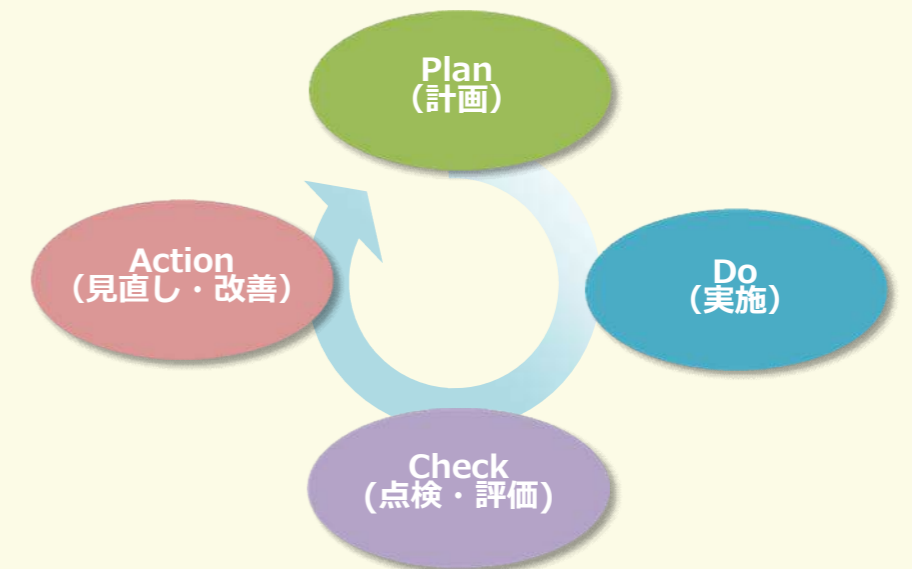 Plan
（計画）
Do
（実施）
Check
(点検・評価)
Action
（見直し・改善）